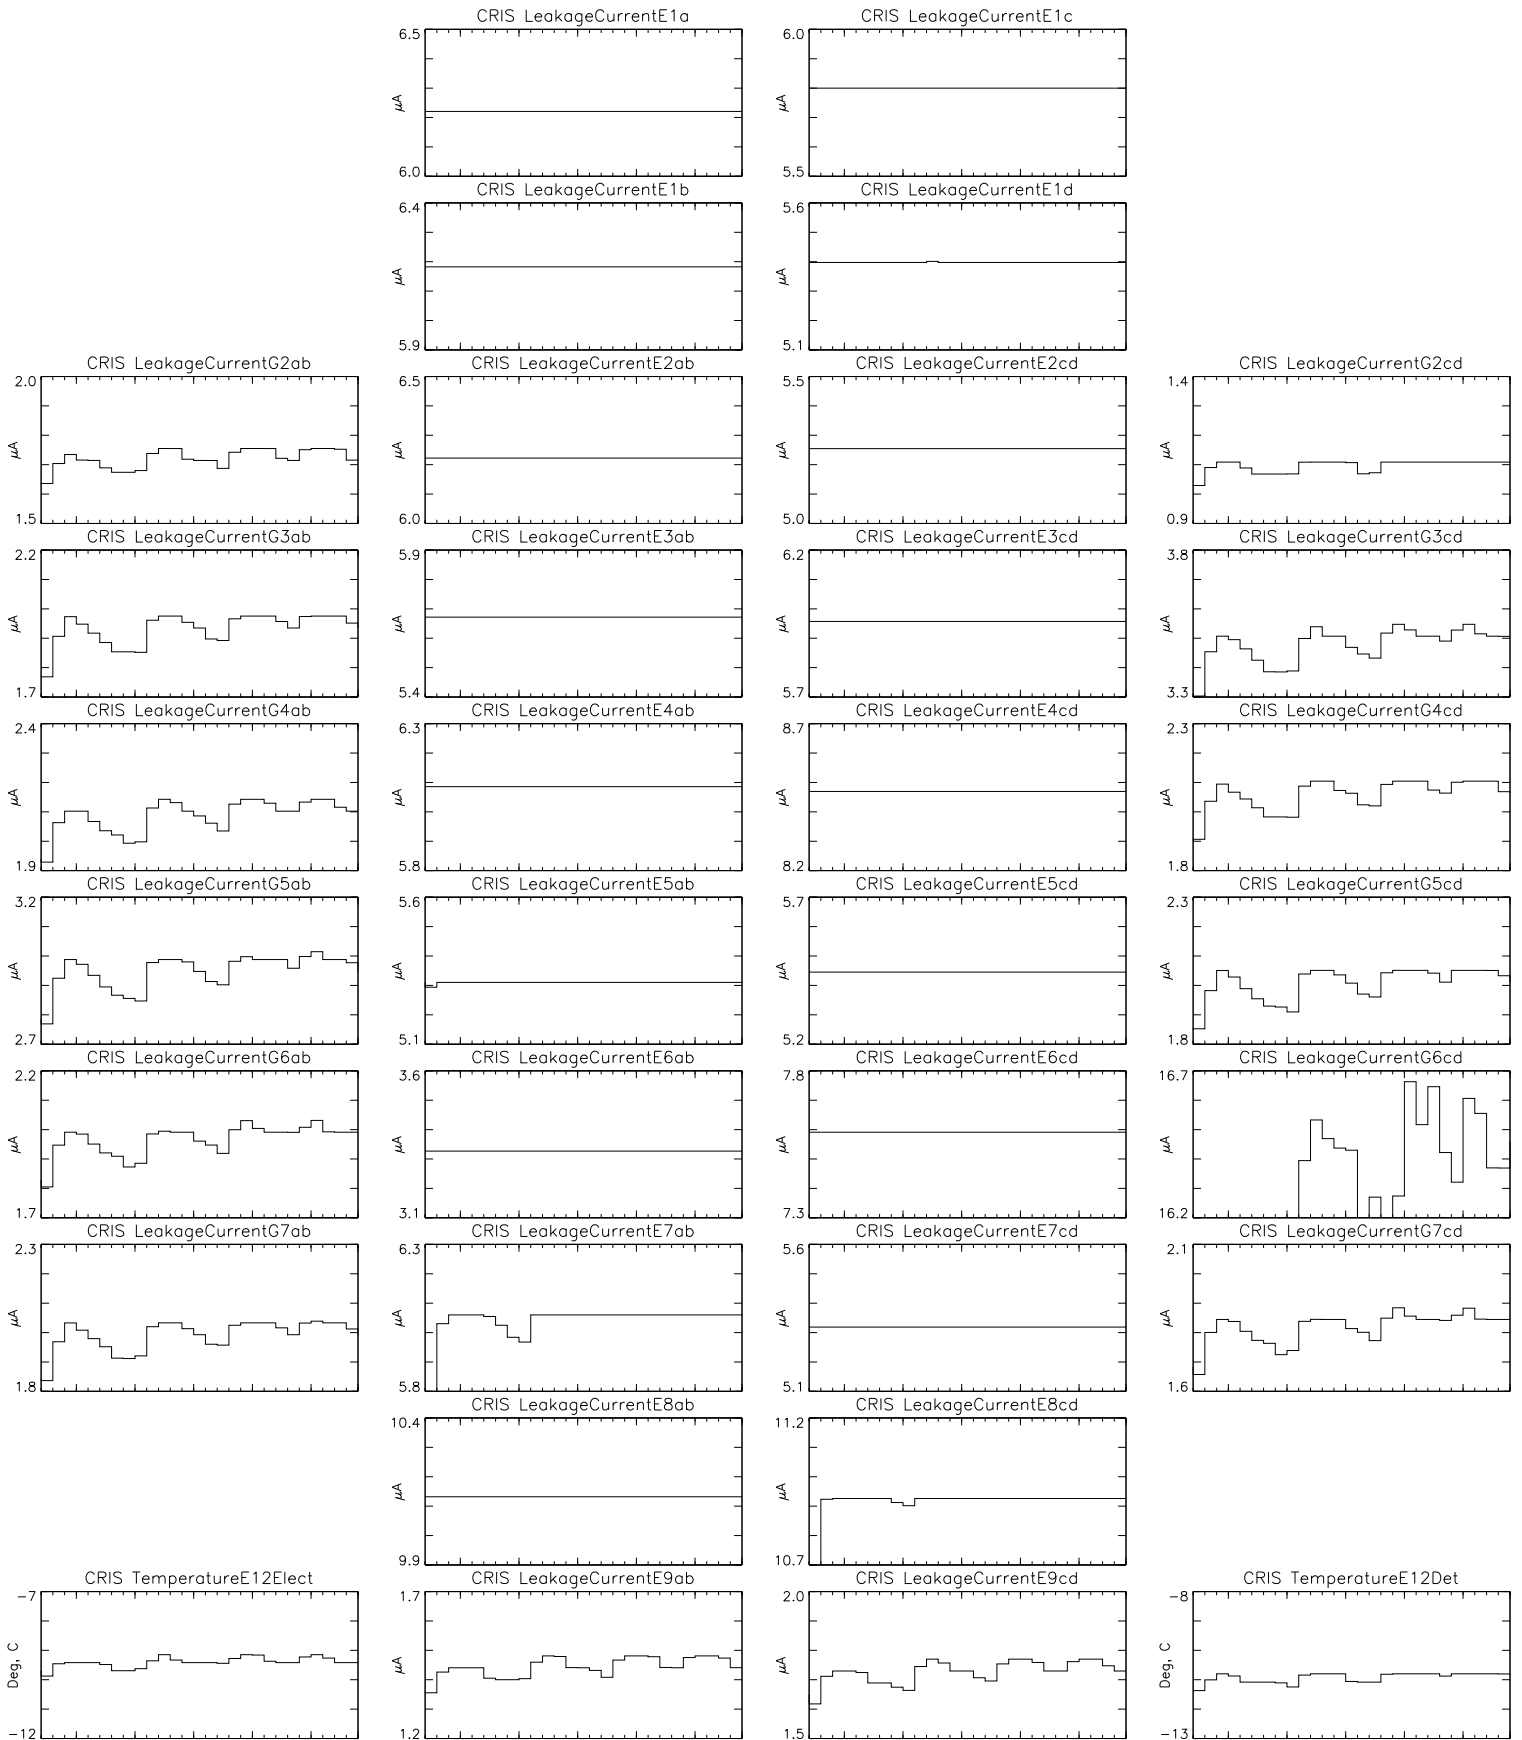 CRIS LeakageCurrentE1a CRIS LeakageCurrentE1c
6.5 6.0
μA μA
6.0 5.5
CRIS LeakageCurrentE1b CRIS LeakageCurrentE1d
6.4 5.6
μA μA
5.9 5.1
CRIS LeakageCurrentG2ab CRIS LeakageCurrentE2ab CRIS LeakageCurrentE2cd CRIS LeakageCurrentG2cd
2.0 6.5 5.5 1.4
μA μA μA μA
1.5 6.0 5.0 0.9
CRIS LeakageCurrentG3ab CRIS LeakageCurrentE3ab CRIS LeakageCurrentE3cd CRIS LeakageCurrentG3cd
2.2 5.9 6.2 3.8
μA μA μA μA
1.7 5.4 5.7 3.3
CRIS LeakageCurrentG4ab CRIS LeakageCurrentE4ab CRIS LeakageCurrentE4cd CRIS LeakageCurrentG4cd
2.4 6.3 8.7 2.3
μA μA μA μA
1.9 5.8 8.2 1.8
CRIS LeakageCurrentG5ab CRIS LeakageCurrentE5ab CRIS LeakageCurrentE5cd CRIS LeakageCurrentG5cd
3.2 5.6 5.7 2.3
μA μA μA μA
2.7 5.1 5.2 1.8
CRIS LeakageCurrentG6ab CRIS LeakageCurrentE6ab CRIS LeakageCurrentE6cd CRIS LeakageCurrentG6cd
2.2 3.6 7.8 16.7
μA μA μA μA
1.7 3.1 7.3 16.2
CRIS LeakageCurrentG7ab CRIS LeakageCurrentE7ab CRIS LeakageCurrentE7cd CRIS LeakageCurrentG7cd
2.3 6.3 5.6 2.1
μA μA μA μA
1.8 5.8 5.1 1.6
CRIS LeakageCurrentE8ab CRIS LeakageCurrentE8cd
10.4 11.2
μA μA
9.9 10.7
CRIS TemperatureE12Elect CRIS LeakageCurrentE9ab CRIS LeakageCurrentE9cd CRIS TemperatureE12Det
-7 1.7 2.0 -8
Deg, C μA μA Deg, C
-12 1.2 1.5 -13